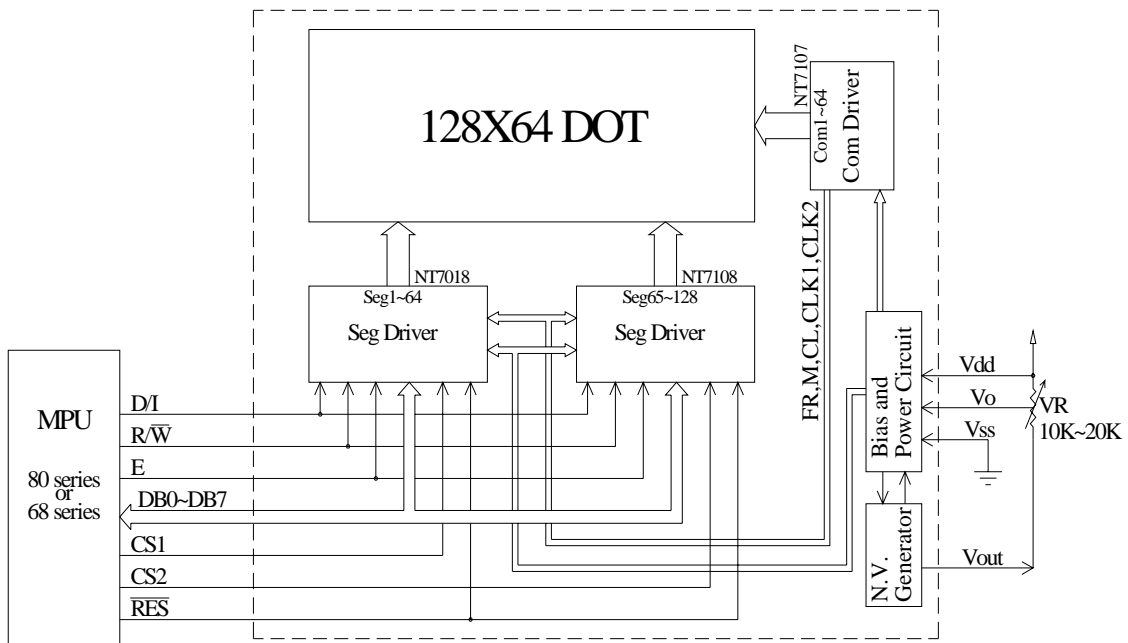 128X64 DOT
NT7107
Com1~64
Com Driver
FR,M,CL,CLK1,CLK2
NT7018
Seg1~64
Seg Driver
NT7108
Seg65~128
Seg Driver
MPU
80 series
or
68 series
D/I
R/W̅
E
DB0~DB7
CS1
CS2
R̅E̅S̅
Bias and
Power Circuit
N.V.
Generator
Vdd
Vo
Vss
Vout
VR
10K~20K